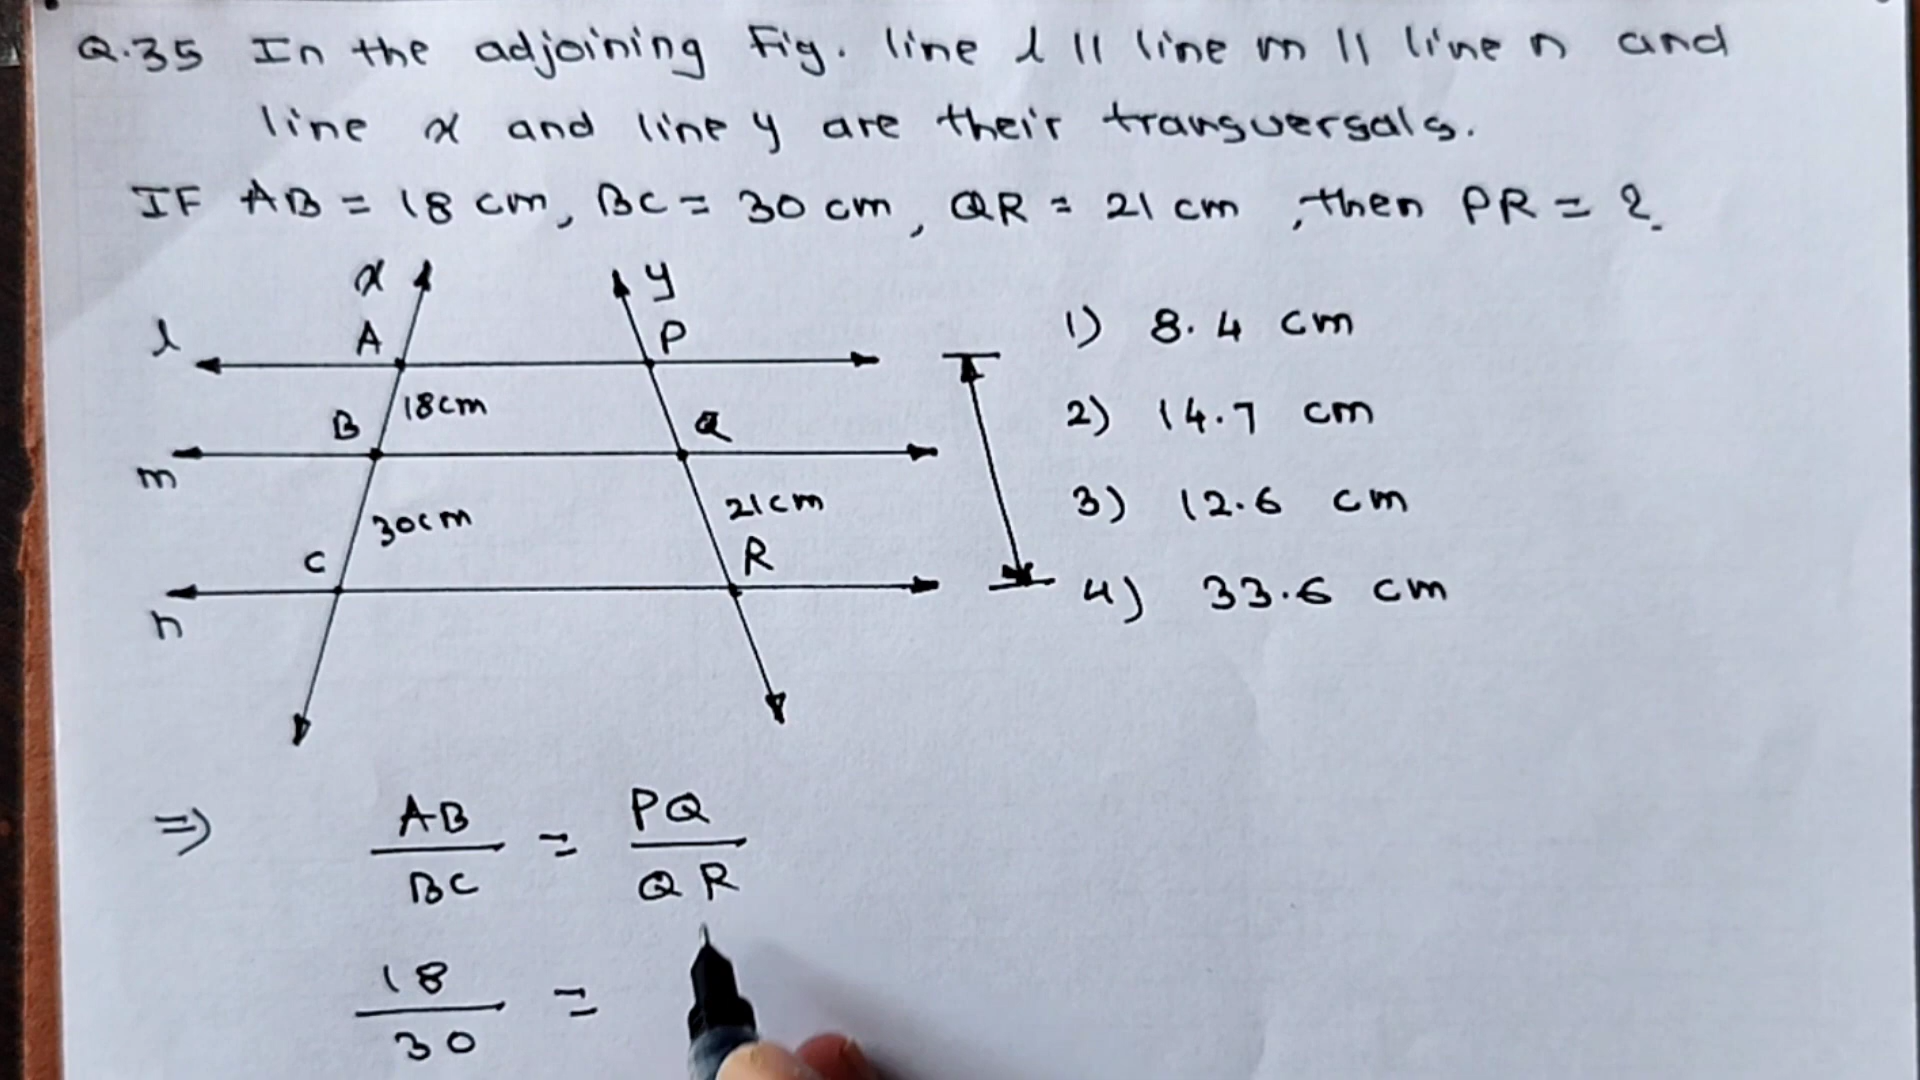 Q.35 In the adjoining Fig. line l || line m || line n and
line x and line y are their transversals.
IF AB = 18 cm, BC = 30 cm, QR = 21 cm, then PR = ?
x
y
l
A
P
18cm
B
Q
m
30cm
21cm
C
R
n
1) 8.4 cm
2) 14.7 cm
3) 12.6 cm
4) 33.6 cm
=> AB/BC = PQ/QR
18/30 =